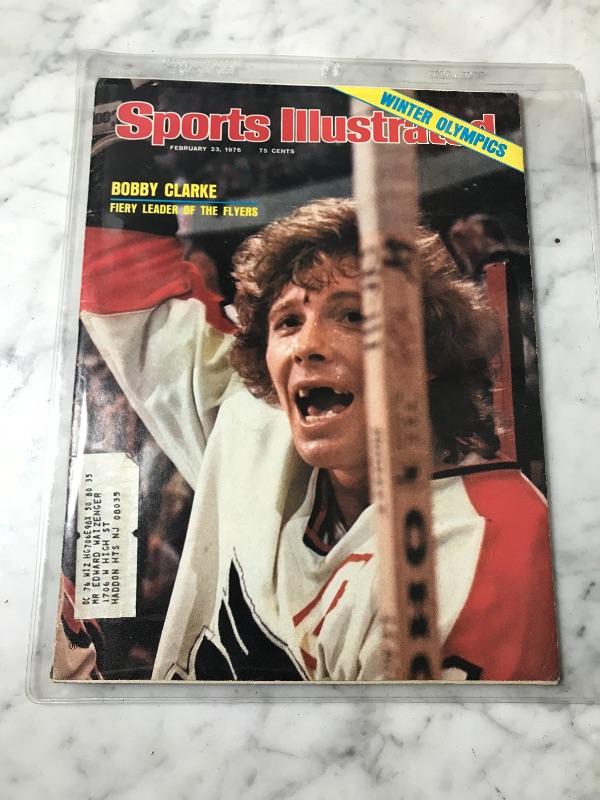 Sports Illustrated
WINTER OLYMPICS
FEBRUARY 23, 1976 75 CENTS
BOBBY CLARKE
FIERY LEADER OF THE FLYERS
MR EDWARD WAIZENGER
1706 W HIGH ST
HADDON HTS NJ 08035